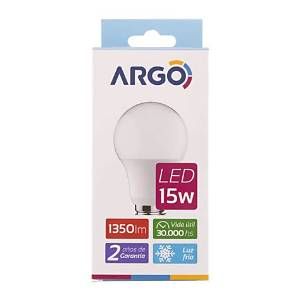 ARGO
LED
15w
1350lm
Vida útil
30.000 hs.
2 años de
Garantía
Luz
fría